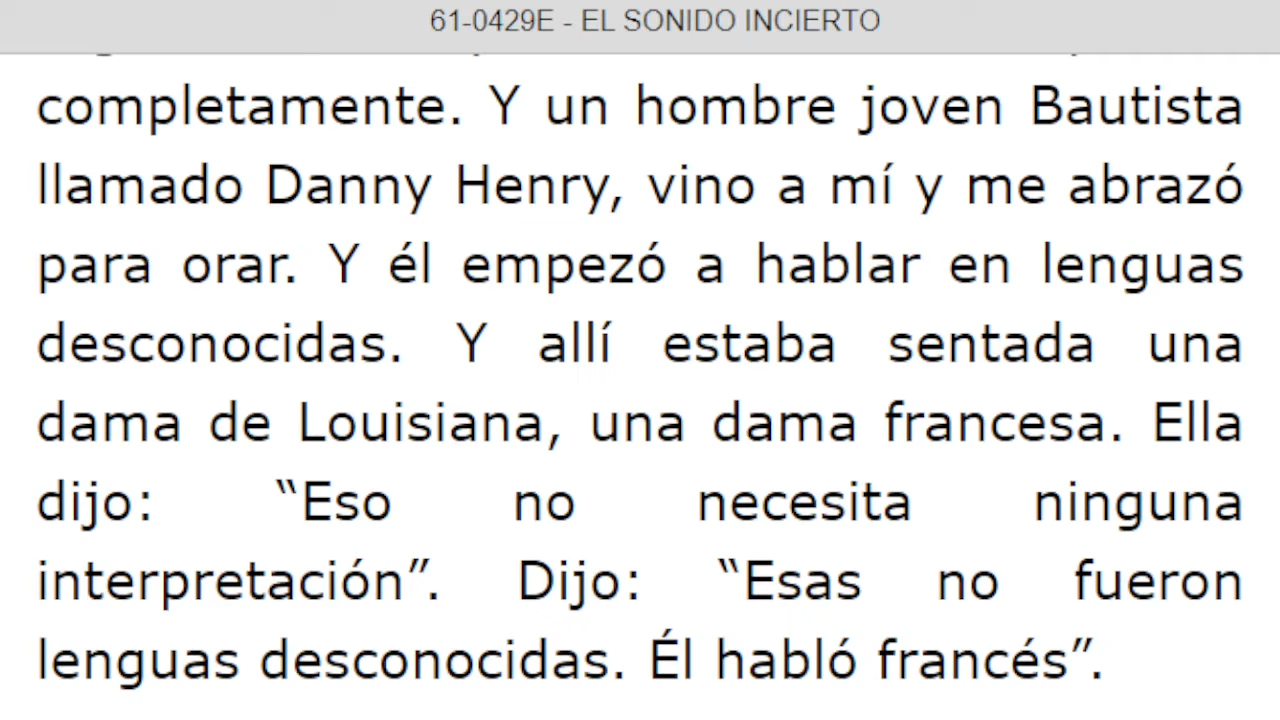 61-0429E - EL SONIDO INCIERTO
completamente. Y un hombre joven Bautista
llamado Danny Henry, vino a mí y me abrazó
para orar. Y él empezó a hablar en lenguas
desconocidas. Y allí estaba sentada una
dama de Louisiana, una dama francesa. Ella
dijo: “Eso no necesita ninguna
interpretación”. Dijo: “Esas no fueron
lenguas desconocidas. Él habló francés”.